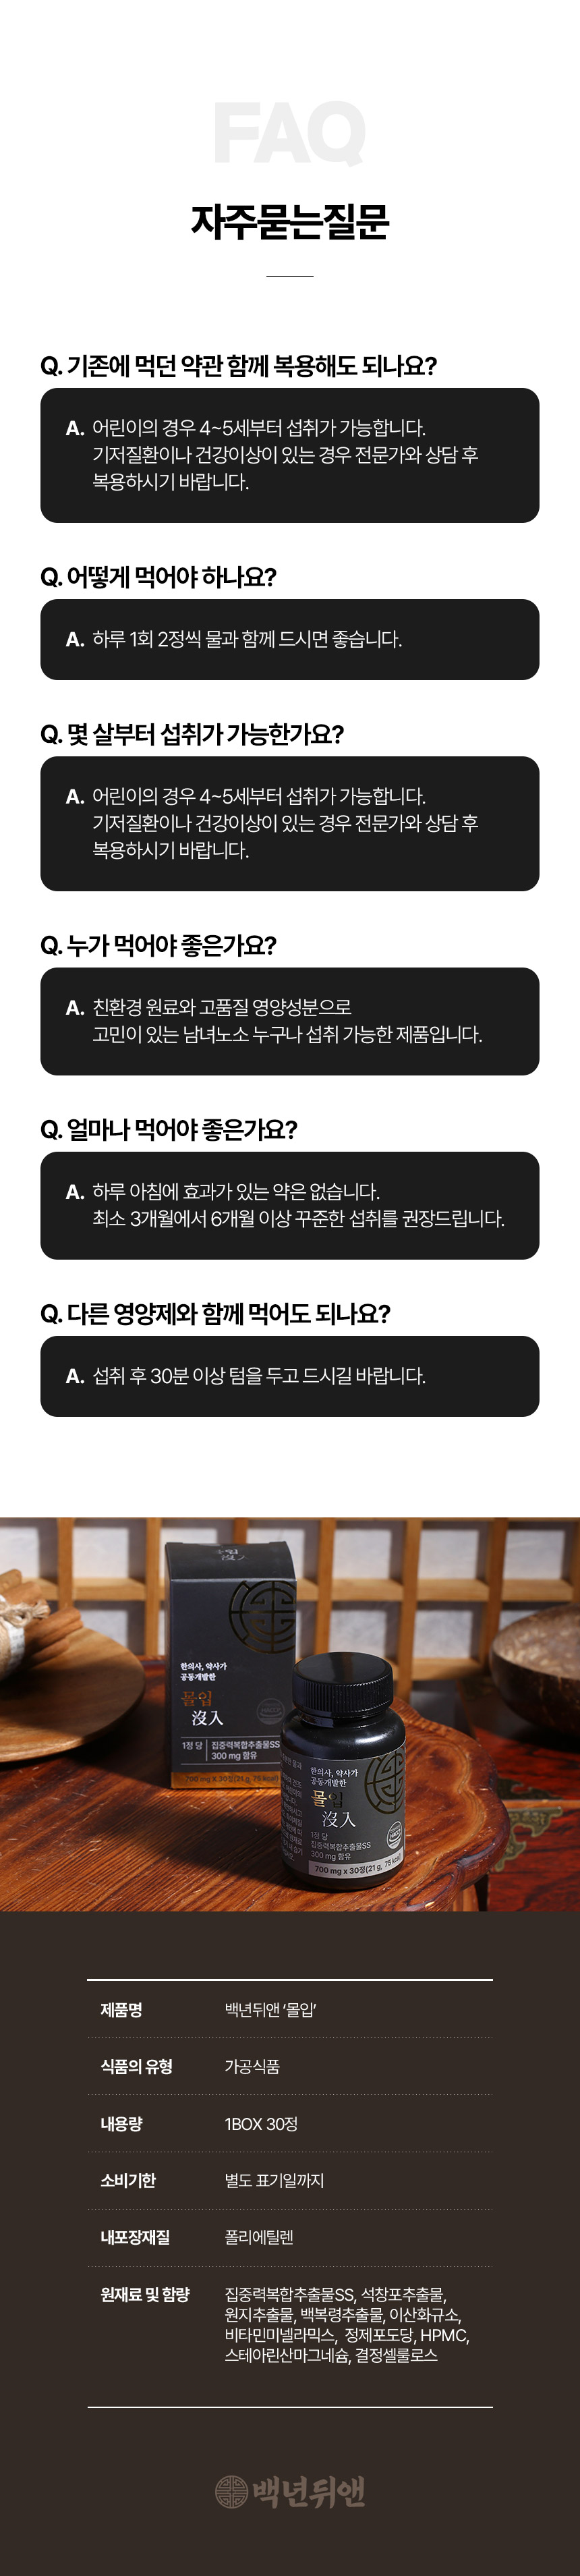 FAQ
자주묻는질문
Q. 기존에 먹던 약관 함께 복용해도 되나요?
A. 어린이의 경우 4~5세부터 섭취가 가능합니다.
기저질환이나 건강이상이 있는 경우 전문가와 상담 후
복용하시기 바랍니다.
Q. 어떻게 먹어야 하나요?
A. 하루 1회 2정씩 물과 함께 드시면 좋습니다.
Q. 몇 살부터 섭취가 가능한가요?
A. 어린이의 경우 4~5세부터 섭취가 가능합니다.
기저질환이나 건강이상이 있는 경우 전문가와 상담 후
복용하시기 바랍니다.
Q. 누가 먹어야 좋은가요?
A. 친환경 원료와 고품질 영양성분으로
고민이 있는 남녀노소 누구나 섭취 가능한 제품입니다.
Q. 얼마나 먹어야 좋은가요?
A. 하루 아침에 효과가 있는 약은 없습니다.
최소 3개월에서 6개월 이상 꾸준한 섭취를 권장드립니다.
Q. 다른 영양제와 함께 먹어도 되나요?
A. 섭취 후 30분 이상 텀을 두고 드시길 바랍니다.
한의사, 약사가
공동개발한
몰입
沒入
1정 당 집중력복합추출물SS
300 mg 함유
700 mg X 30정(21 g, 75 kcal)
한의사, 약사가
공동개발한
몰입
沒入
1정 당
집중력복합추출물SS
300 mg 함유
700 mg x 30정(21 g, 75 kcal)
제품명 백년뒤앤 ‘몰입’
식품의 유형 가공식품
내용량 1BOX 30정
소비기한 별도 표기일까지
내포장재질 폴리에틸렌
원재료 및 함량 집중력복합추출물SS, 석창포추출물,
원지추출물, 백복령추출물, 이산화규소,
비타민미넬라믹스, 정제포도당, HPMC,
스테아린산마그네슘, 결정셀룰로스
백년뒤앤